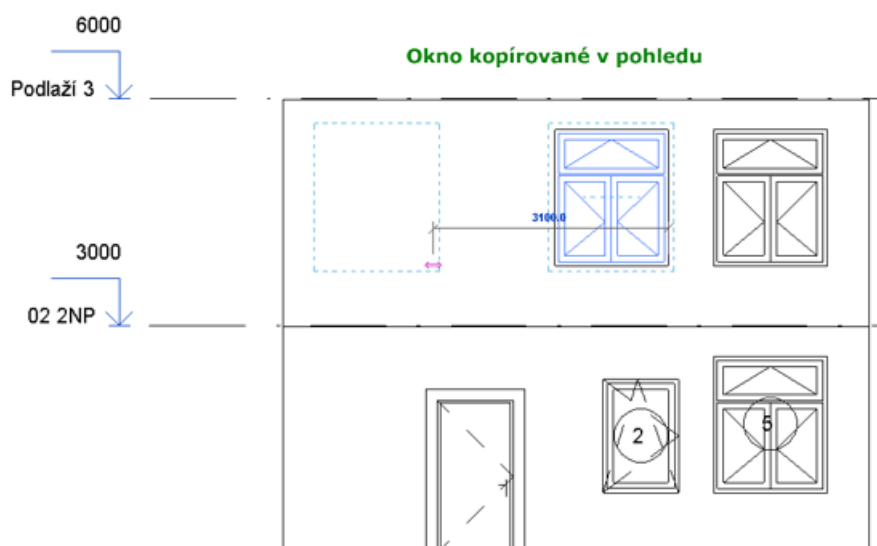 6000
Okno kopírované v pohledu
Podlaží 3
3100.0
3000
02 2NP
2
5